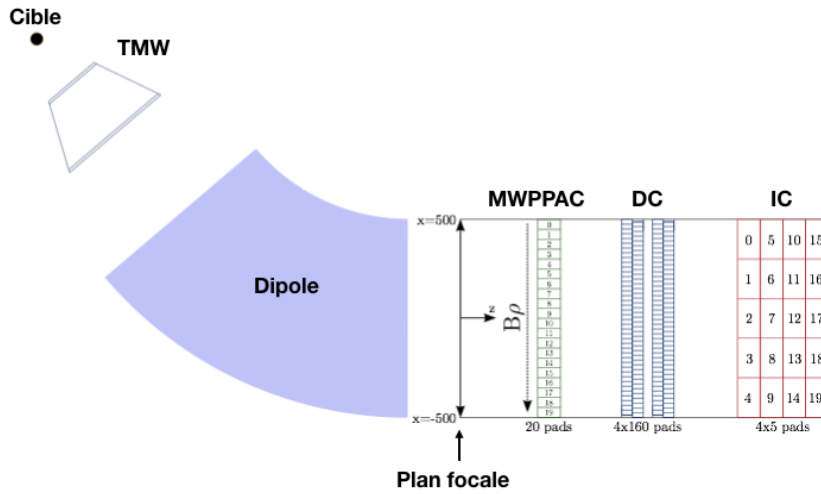 Cible
TMW
Dipole
MWPPAC DC IC
x=500
x=-500
z
Bρ
0
1
2
3
4
5
6
7
8
9
10
11
12
13
14
15
16
17
18
19
0 5 10 15
1 6 11 16
2 7 12 17
3 8 13 18
4 9 14 19
20 pads 4x160 pads 4x5 pads
Plan focale